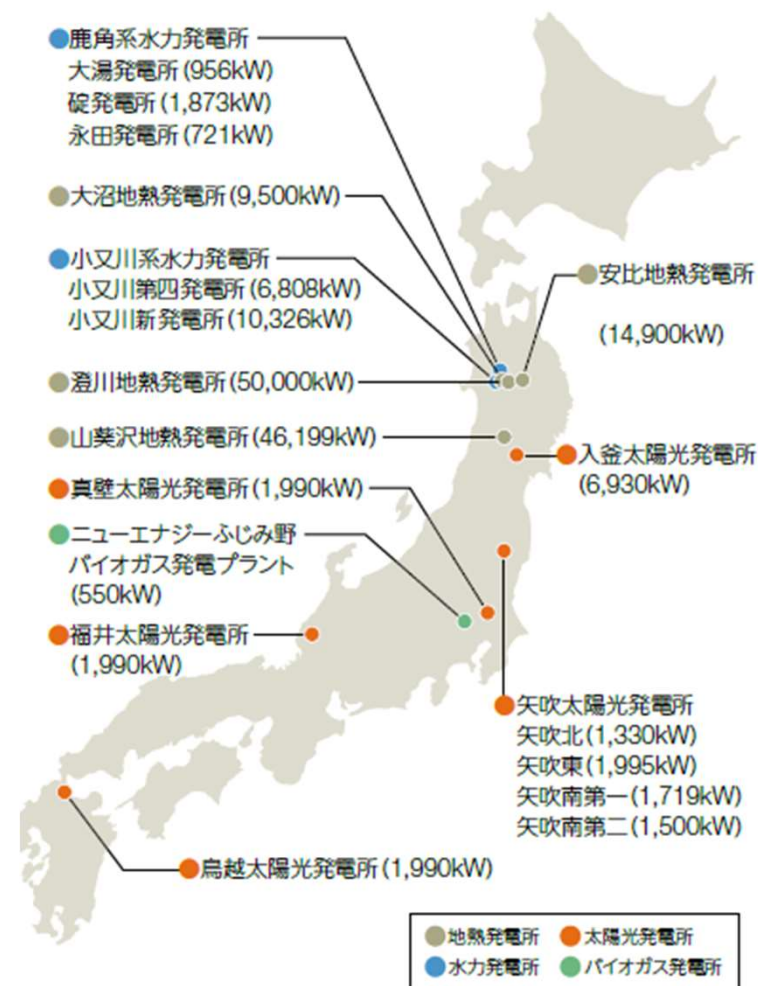 ●鹿角系水力発電所
大湯発電所(956kW)
碇発電所(1,873kW)
永田発電所(721kW)
●大沼地熱発電所(9,500kW)
●小又川系水力発電所
小又川第四発電所(6,808kW)
小又川新発電所(10,326kW)
●安比地熱発電所
(14,900kW)
●澄川地熱発電所(50,000kW)
●山葵沢地熱発電所(46,199kW)
●入釜太陽光発電所
(6,930kW)
●真壁太陽光発電所(1,990kW)
●ニューエナジーふじみ野
バイオガス発電プラント
(550kW)
●福井太陽光発電所
(1,990kW)
●矢吹太陽光発電所
矢吹北(1,330kW)
矢吹東(1,995kW)
矢吹南第一(1,719kW)
矢吹南第二(1,500kW)
●鳥越太陽光発電所(1,990kW)
●地熱発電所 ●太陽光発電所
●水力発電所 ●バイオガス発電所